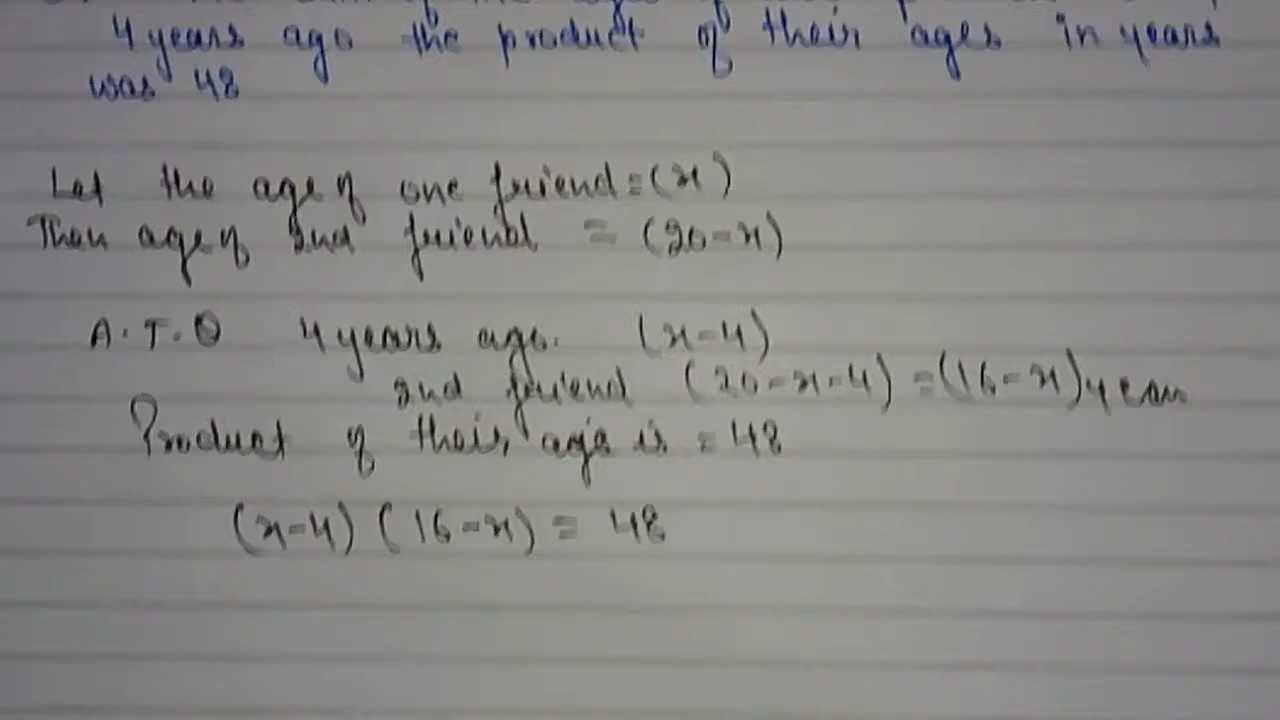 4 years ago the product of their ages in years
was 48
Let the age of one friend = (x)
Then age of 2nd friend = (20-x)
A.T.Q 4 years ago. (x-4)
2nd friend (20-x-4) = (16-x) year
Product of their age is = 48
(x-4) (16-x) = 48